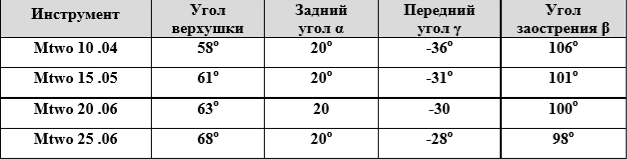 Инструмент Угол верхушки Задний угол α Передний угол γ Угол заострения β
Mtwo 10 .04 58° 20° -36° 106°
Mtwo 15 .05 61° 20° -31° 101°
Mtwo 20 .06 63° 20 -30 100°
Mtwo 25 .06 68° 20° -28° 98°